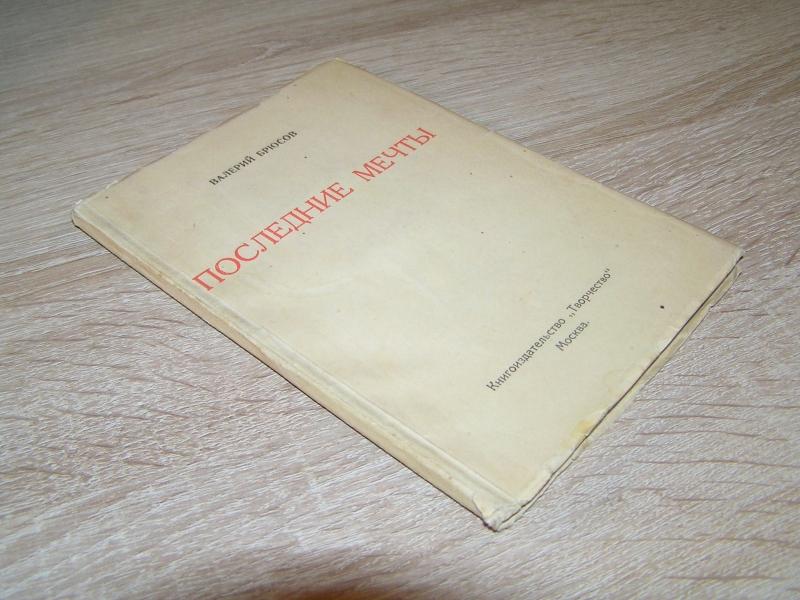 ВАЛЕРИЙ БРЮСОВ
ПОСЛЕДНИЕ МЕЧТЫ
Книгоиздательство „Творчество"
Москва.